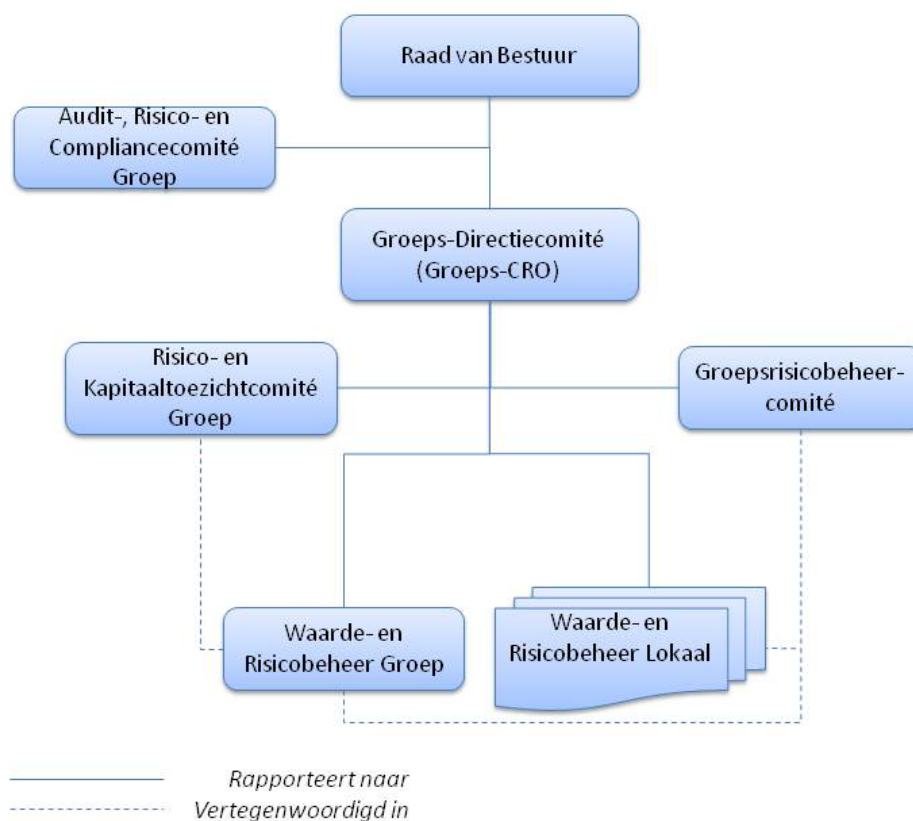 Raad van Bestuur
Audit-, Risico- en
Compliancecomité
Groep
Groeps-Directiecomité
(Groeps-CRO)
Risico- en
Kapitaaltoezichtcomité
Groep
Groepsrisicobeheer-
comité
Waarde- en
Risicobeheer Groep
Waarde- en
Risicobeheer Lokaal
Rapporteert naar
Vertegenwoordigd in